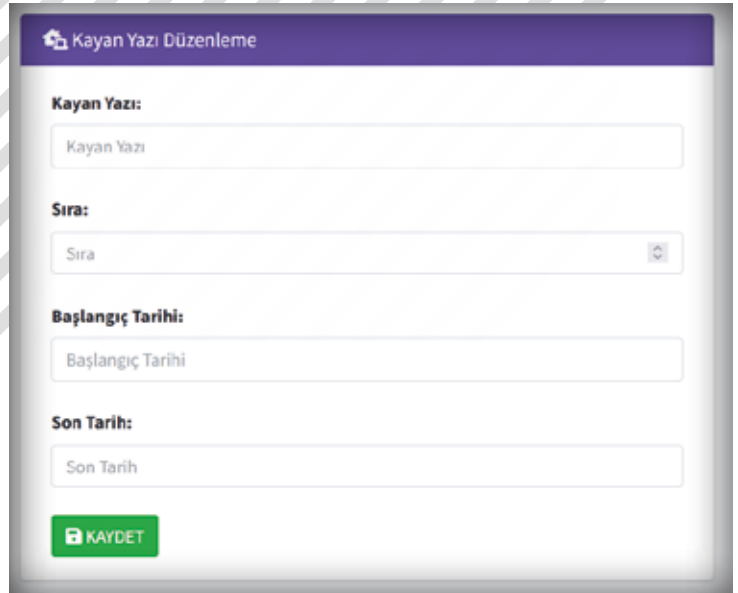 Kayan Yazı Düzenleme
Kayan Yazı:
Kayan Yazı
Sıra:
Sıra
Başlangıç Tarihi:
Başlangıç Tarihi
Son Tarih:
Son Tarih
KAYDET